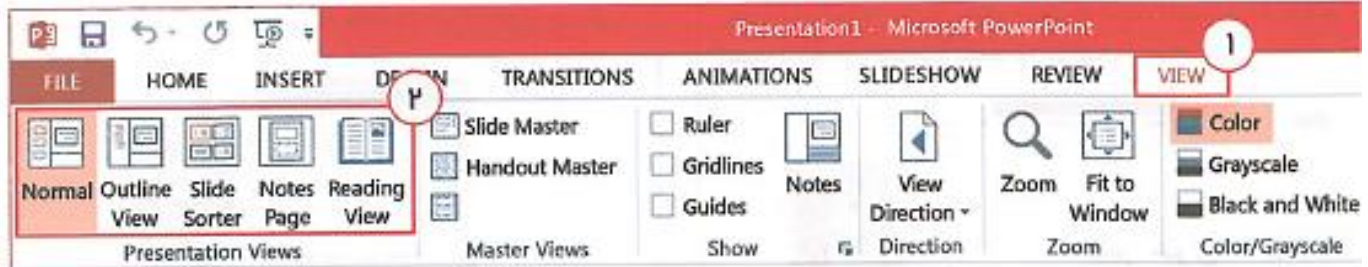 Presentation1 - Microsoft PowerPoint
۱
FILE HOME INSERT DESIGN TRANSITIONS ANIMATIONS SLIDESHOW REVIEW VIEW
۲
Slide Master Ruler Color
Handout Master Gridlines Grayscale
Normal Outline Slide Notes Reading Notes View Zoom Fit to
View Sorter Page View Guides Direction Window Black and White
Presentation Views Master Views Show Direction Zoom Color/Grayscale